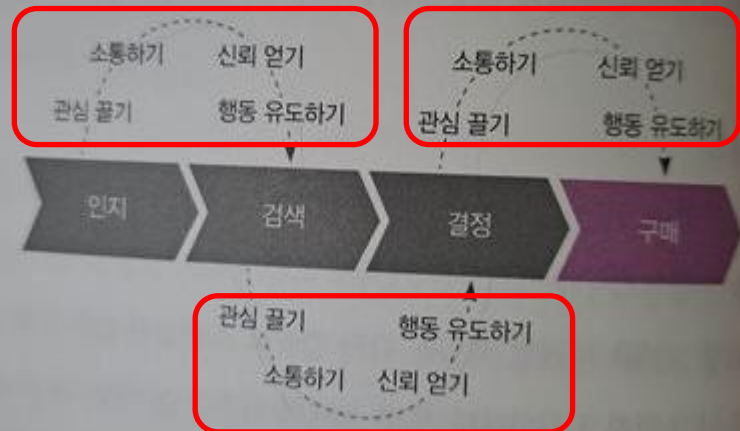 소통하기 신뢰 얻기
관심 끌기 행동 유도하기
소통하기 신뢰 얻기
관심 끌기 행동 유도하기
인지 검색 결정 구매
관심 끌기 행동 유도하기
소통하기 신뢰 얻기